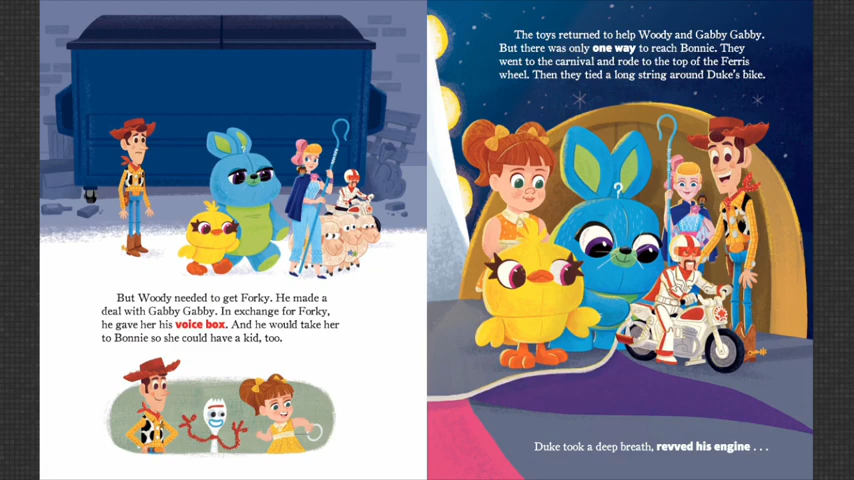 But Woody needed to get Forky. He made a
deal with Gabby Gabby. In exchange for Forky,
he gave her his voice box. And he would take her
to Bonnie so she could have a kid, too.
The toys returned to help Woody and Gabby Gabby.
But there was only one way to reach Bonnie. They
went to the carnival and rode to the top of the Ferris
wheel. Then they tied a long string around Duke’s bike.
Duke took a deep breath, revved his engine . . .